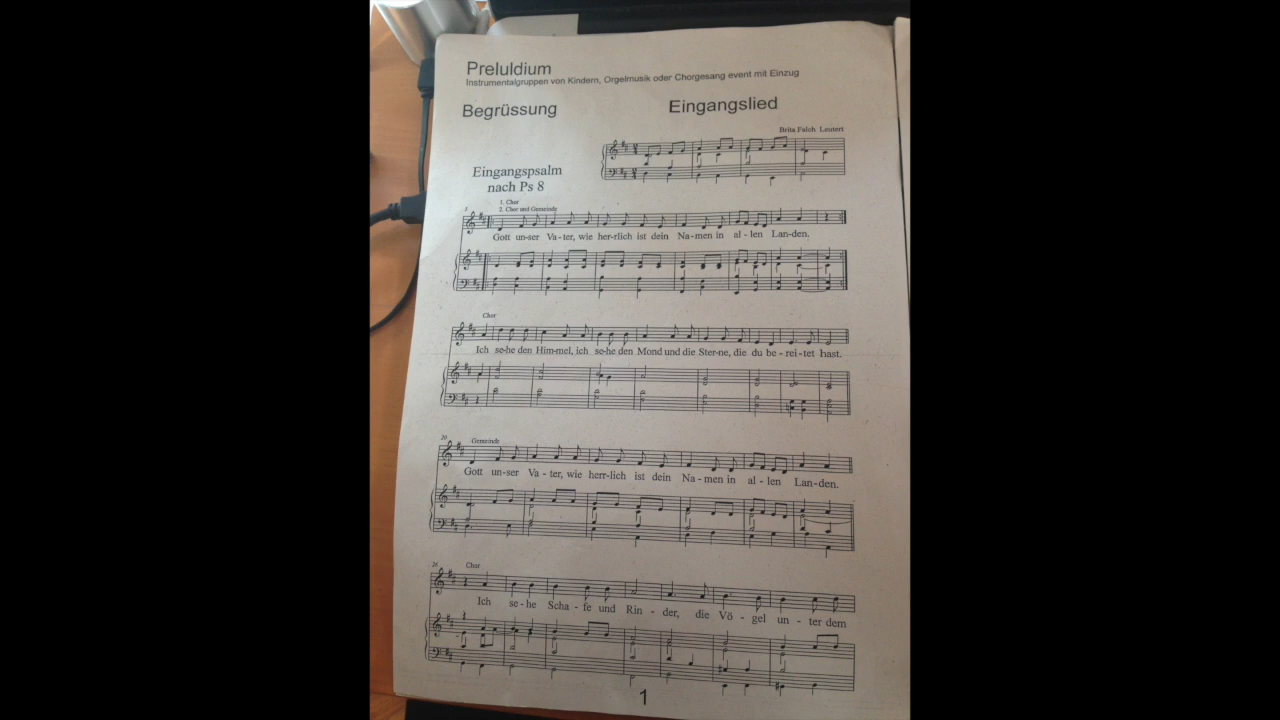 Preluldium
Instrumentalgruppen von Kindern, Orgelmusik oder Chorgesang event mit Einzug
Begrüssung
Eingangslied
Brita Falch Leutert
Eingangspsalm
nach Ps 8
1. Chor
2. Chor und Gemeinde
Gott un-ser Va-ter, wie her-rlich ist dein Na-men in al-len Lan-den.
Chor
Ich se-he den Him-mel, ich se-he den Mond und die Ster-ne, die du be-rei-tet hast.
20
Gemeinde
Gott un-ser Va-ter, wie herr-lich ist dein Na-men in al-len Lan-den.
26
Chor
Ich se-he Scha-fe und Rin-der, die Vö-gel un-ter dem
1